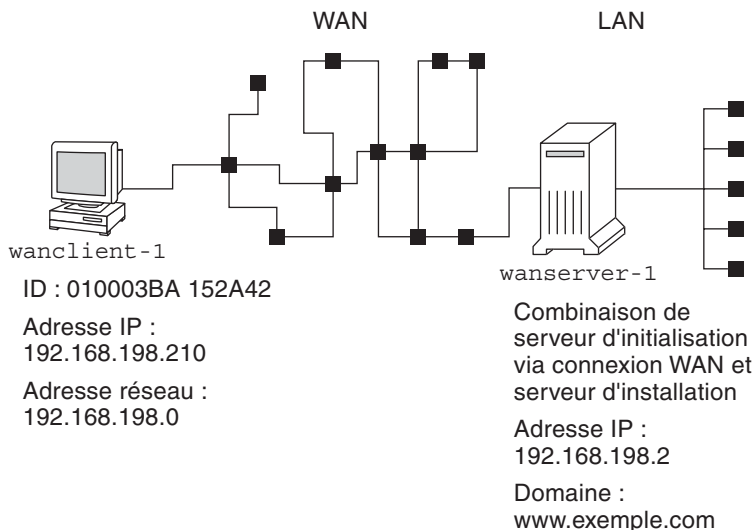 WAN
LAN
wanclient-1
ID : 010003BA 152A42
Adresse IP :
192.168.198.210
Adresse réseau :
192.168.198.0
wanserver-1
Combinaison de
serveur d'initialisation
via connexion WAN et
serveur d'installation
Adresse IP :
192.168.198.2
Domaine :
www.exemple.com